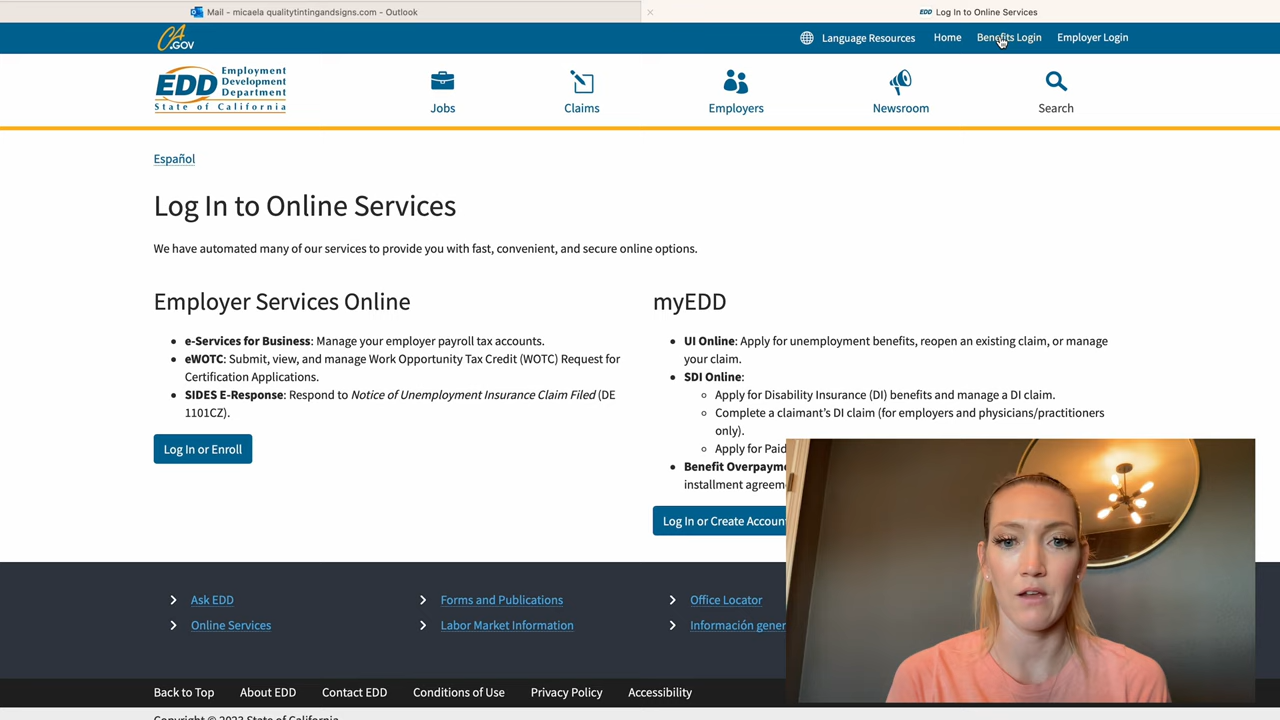 Mail - micaela qualitytintingandsigns.com - Outlook
EDD Log In to Online Services
CA.GOV
Language Resources
Home
Benefits Login
Employer Login
EDD Employment Development Department
State of California
Jobs
Claims
Employers
Newsroom
Search
Español
Log In to Online Services
We have automated many of our services to provide you with fast, convenient, and secure online options.
Employer Services Online
e-Services for Business: Manage your employer payroll tax accounts.
eWOTC: Submit, view, and manage Work Opportunity Tax Credit (WOTC) Request for
Certification Applications.
SIDES E-Response: Respond to Notice of Unemployment Insurance Claim Filed (DE
1101CZ).
Log In or Enroll
myEDD
UI Online: Apply for unemployment benefits, reopen an existing claim, or manage
your claim.
SDI Online:
Apply for Disability Insurance (DI) benefits and manage a DI claim.
Complete a claimant's DI claim (for employers and physicians/practitioners
only).
Apply for Paid
Benefit Overpayme
installment agreem
Log In or Create Account
Ask EDD
Forms and Publications
Office Locator
Online Services
Labor Market Information
Información gener
Back to Top
About EDD
Contact EDD
Conditions of Use
Privacy Policy
Accessibility
Copyright © 2023 State of California